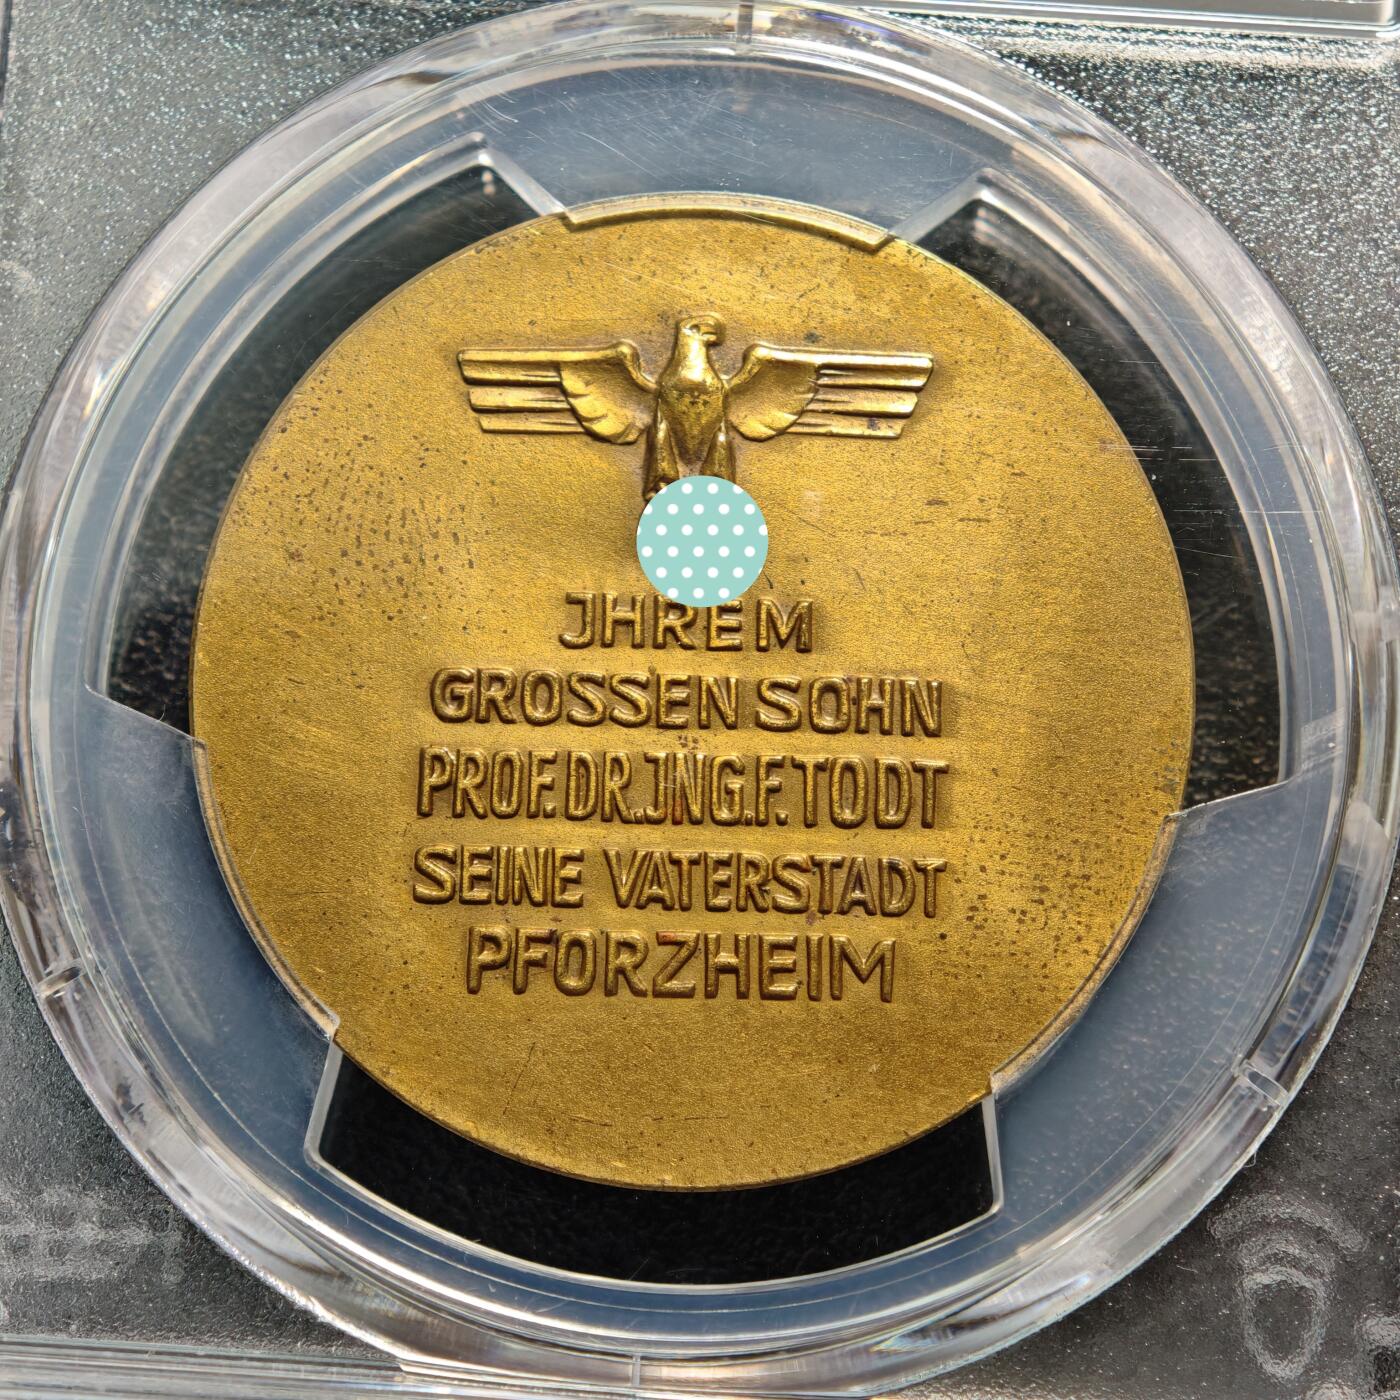 JHREM
GROSSEN SOHN
PROF.DR.JNG.F.TODT
SEINE VATERSTADT
PFORZHEIM